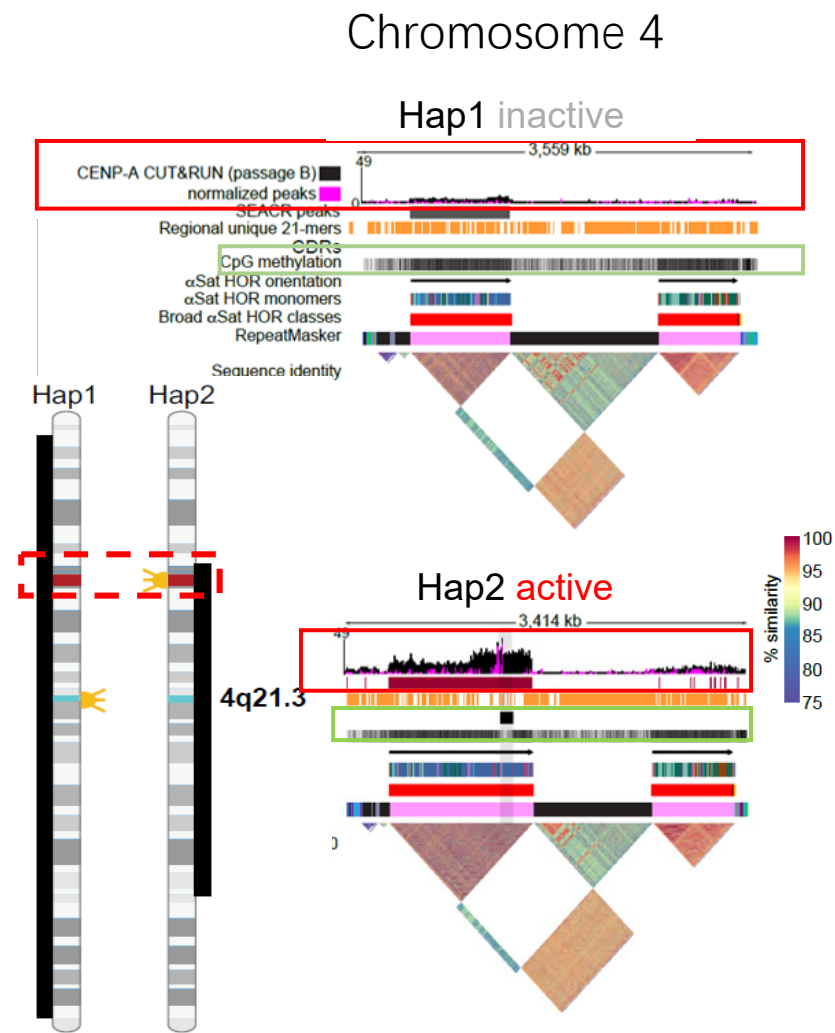 Chromosome 4
Hap1 inactive
3,559 kb
49
CENP-A CUT&RUN (passage B)
normalized peaks
0
SEACR peaks
Regional unique 21-mers
CDRs
CpG methylation
αSat HOR orientation
αSat HOR monomers
Broad αSat HOR classes
RepeatMasker
Sequence identity
Hap1 Hap2
4q21.3
Hap2 active
3,414 kb
49
0
% similarity
100
95
90
85
80
75